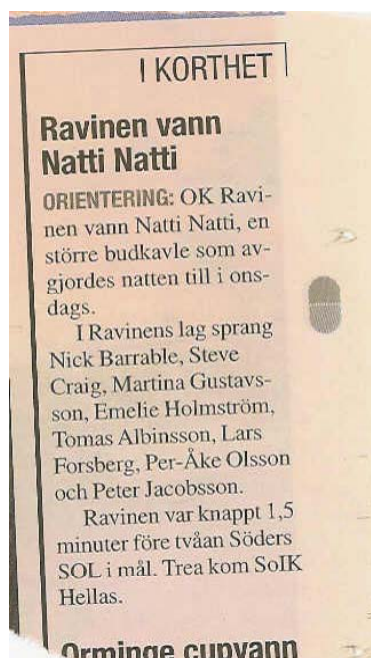 I KORTHET
Ravinen vann
Natti Natti
ORIENTERING: OK Ravi-
nen vann Natti Natti, en
större budkavle som av-
gjordes natten till i ons-
dags.
I Ravinens lag sprang
Nick Barrable, Steve
Craig, Martina Gustavs-
son, Emelie Holmström,
Tomas Albinsson, Lars
Forsberg, Per-Åke Olsson
och Peter Jacobsson.
Ravinen var knappt 1,5
minuter före tvåan Söders
SOL i mål. Trea kom SoIK
Hellas.
Orminge cupvann